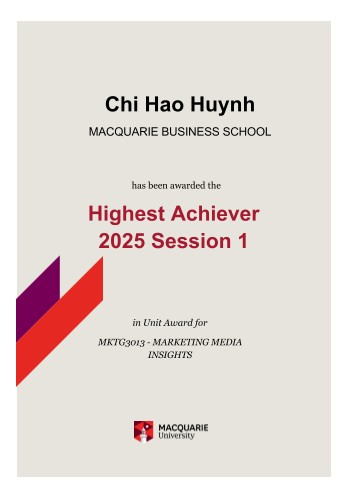 Chi Hao Huynh
MACQUARIE BUSINESS SCHOOL
has been awarded the
Highest Achiever
2025 Session 1
in Unit Award for
MKTG3013 - MARKETING MEDIA
INSIGHTS
MACQUARIE
University